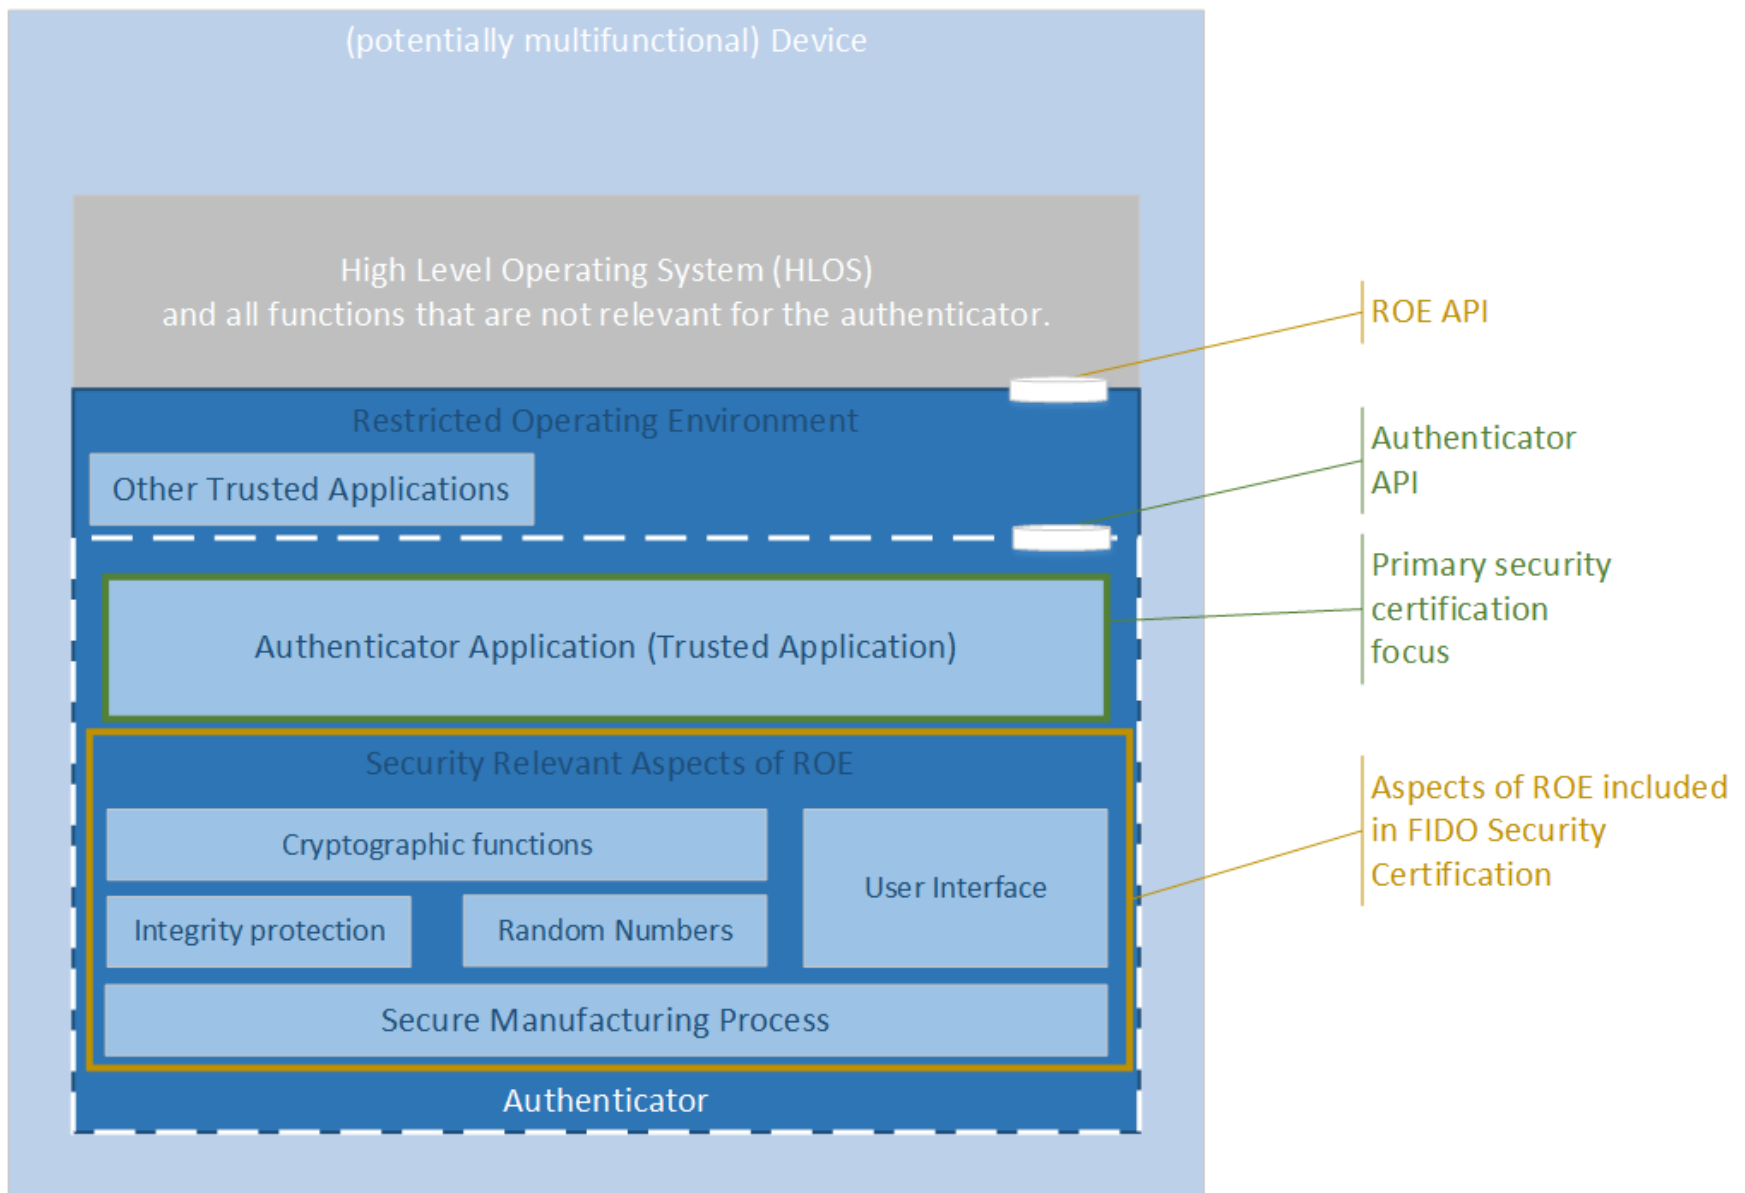 (potentially multifunctional) Device
High Level Operating System (HLOS)
and all functions that are not relevant for the authenticator.
ROE API
Restricted Operating Environment
Other Trusted Applications
Authenticator
API
Authenticator Application (Trusted Application)
Primary security
certification
focus
Security Relevant Aspects of ROE
Cryptographic functions
User Interface
Integrity protection
Random Numbers
Secure Manufacturing Process
Aspects of ROE included
in FIDO Security
Certification
Authenticator